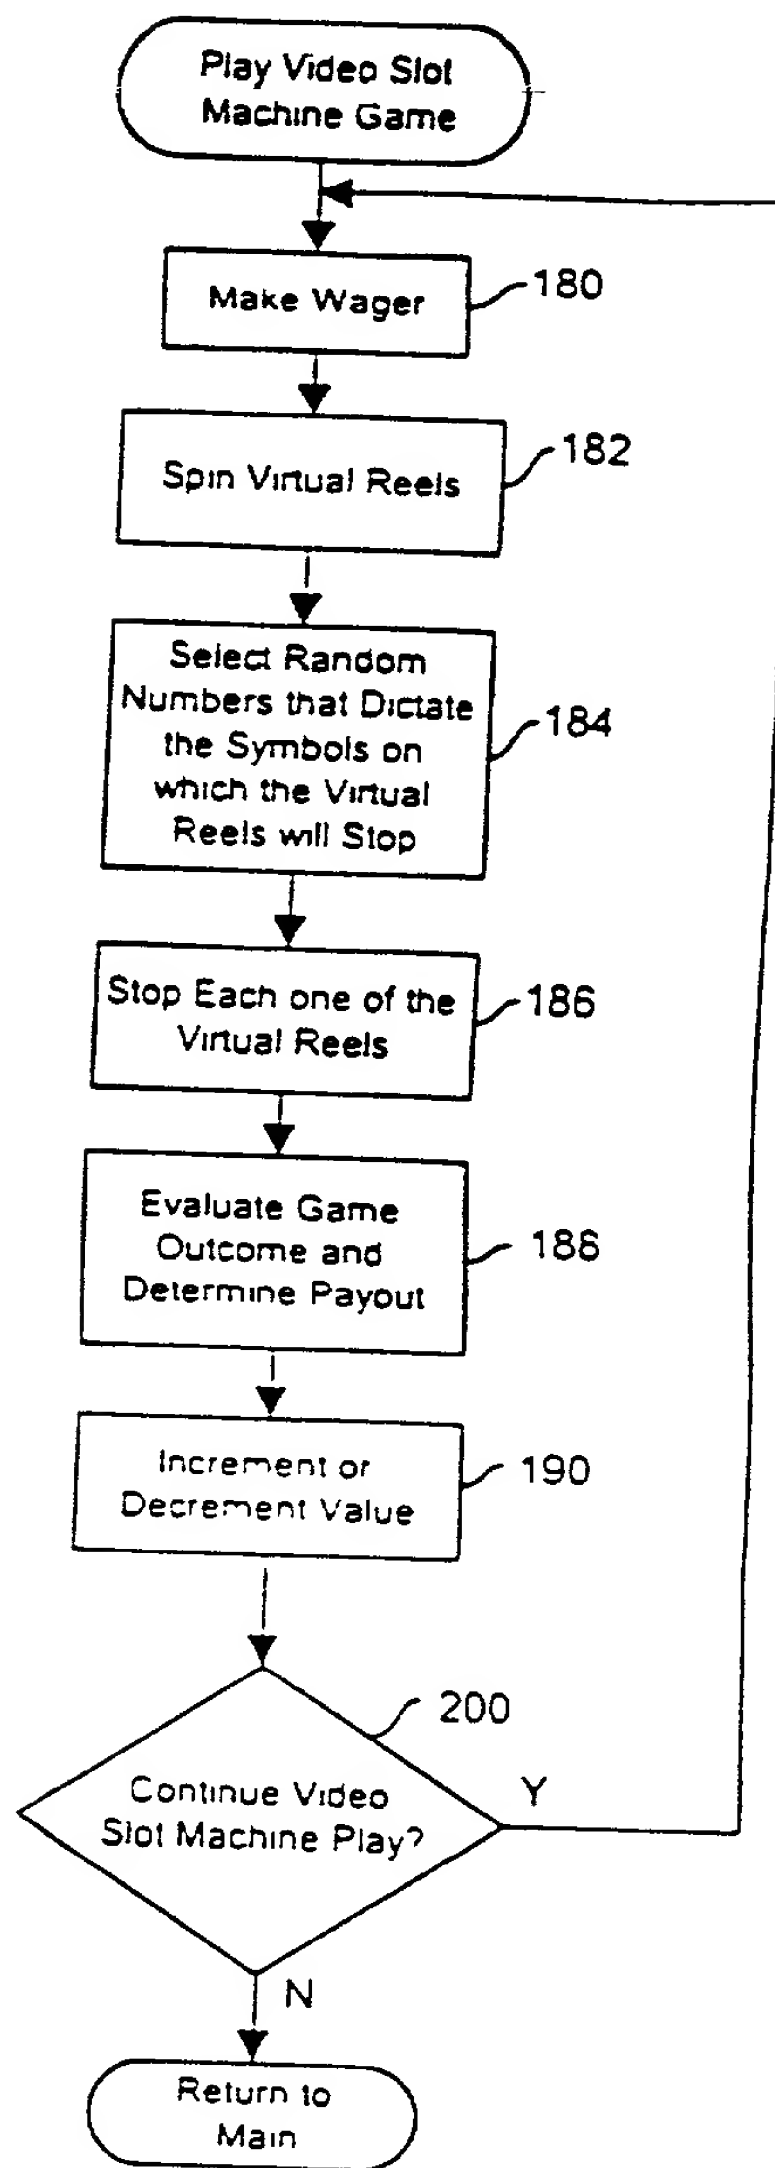 Play Video Slot
Machine Game
Make Wager
180
Spin Virtual Reels
182
Select Random
Numbers that Dictate
the Symbols on
which the Virtual
Reels will Stop
184
Stop Each one of the
Virtual Reels
186
Evaluate Game
Outcome and
Determine Payout
188
Increment or
Decrement Value
190
200
Continue Video
Slot Machine Play?
Y
N
Return to
Main